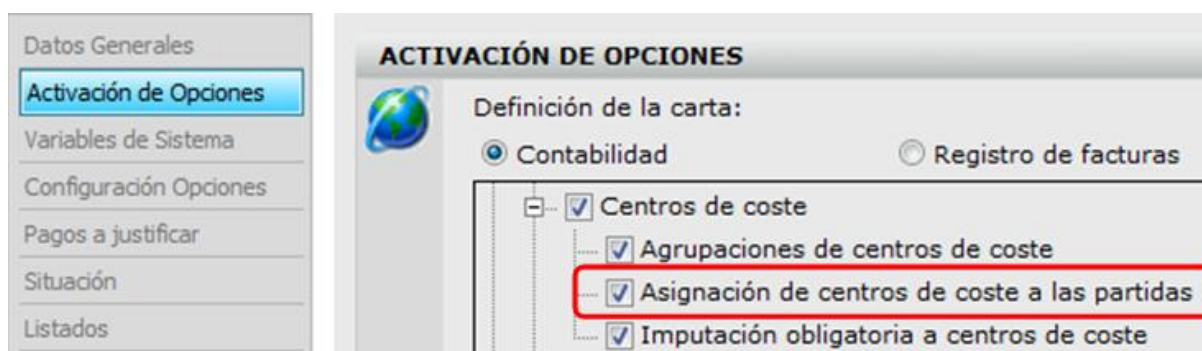 Datos Generales
Activación de Opciones
Variables de Sistema
Configuración Opciones
Pagos a justificar
Situación
Listados
ACTIVACIÓN DE OPCIONES
Definición de la carta:
Contabilidad
Registro de facturas
Centros de coste
Agrupaciones de centros de coste
Asignación de centros de coste a las partidas
Imputación obligatoria a centros de coste